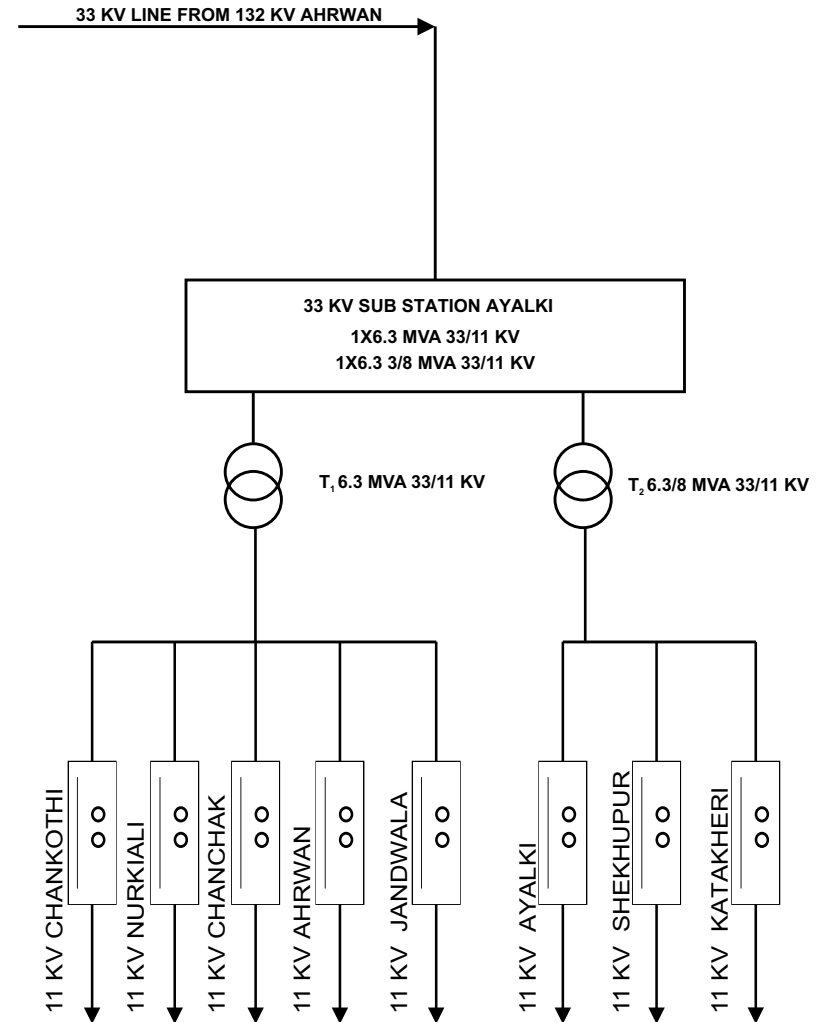 33 KV LINE FROM 132 KV AHRWAN
33 KV SUB STATION AYALKI
1X6.3 MVA 33/11 KV
1X6.3 3/8 MVA 33/11 KV
T1 6.3 MVA 33/11 KV
T2 6.3/8 MVA 33/11 KV
11 KV CHANKOTHI
11 KV NURKIALI
11 KV CHANCHAK
11 KV AHRWAN
11 KV JANDWALA
11 KV AYALKI
11 KV SHEKHUPUR
11 KV KATAKHERI